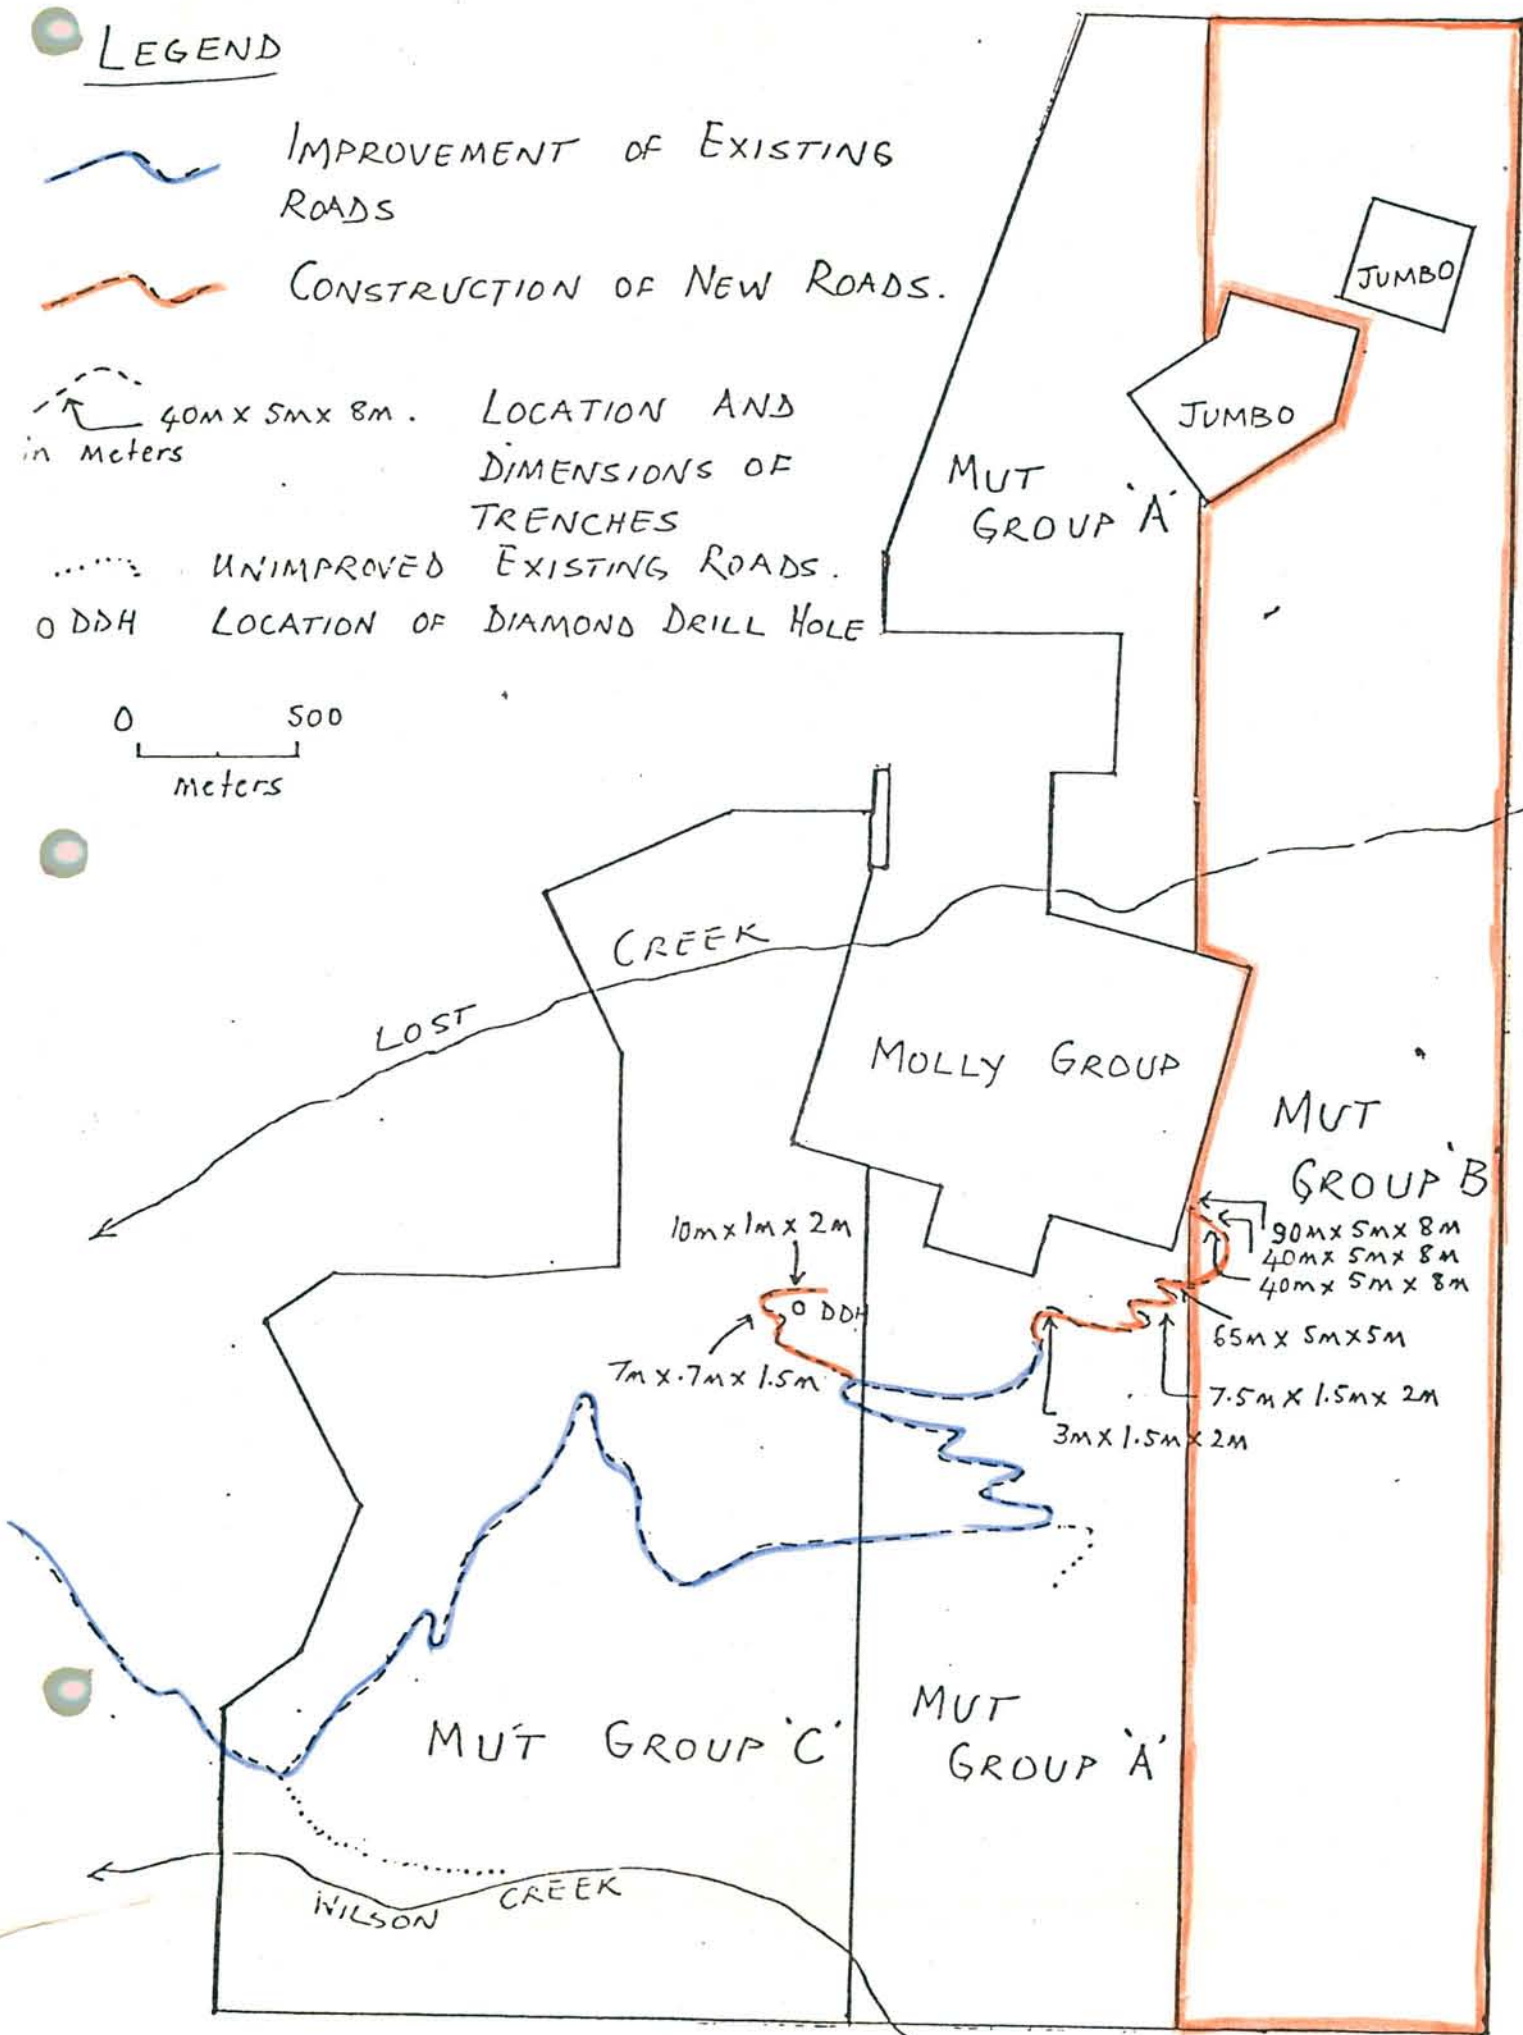 LEGEND
IMPROVEMENT OF EXISTING
ROADS
CONSTRUCTION OF NEW ROADS.
40m x 5m x 8m.
in meters
LOCATION AND
DIMENSIONS OF
TRENCHES
UNIMPROVED EXISTING ROADS.
O DDH LOCATION OF DIAMOND DRILL HOLE
0 500
meters
JUMBO
JUMBO
MUT
GROUP 'A'
LOST CREEK
MOLLY GROUP
MUT
GROUP 'B
10m x 1m x 2m
O DDH
7m x .7m x 1.5m
90m x 5m x 8m
40m x 5m x 8m
40m x 5m x 8m
65m x 5m x 5m
7.5m x 1.5m x 2m
3m x 1.5m x 2m
MUT GROUP 'C'
MUT
GROUP 'A'
WILSON CREEK